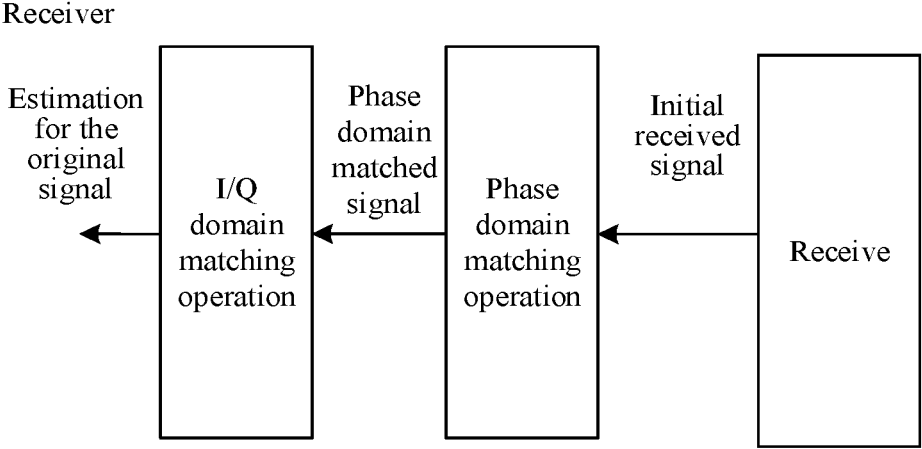 Receiver
Estimation
for the
original
signal
I/Q
domain
matching
operation
Phase
domain
matched
signal
Phase
domain
matching
operation
Initial
received
signal
Receive